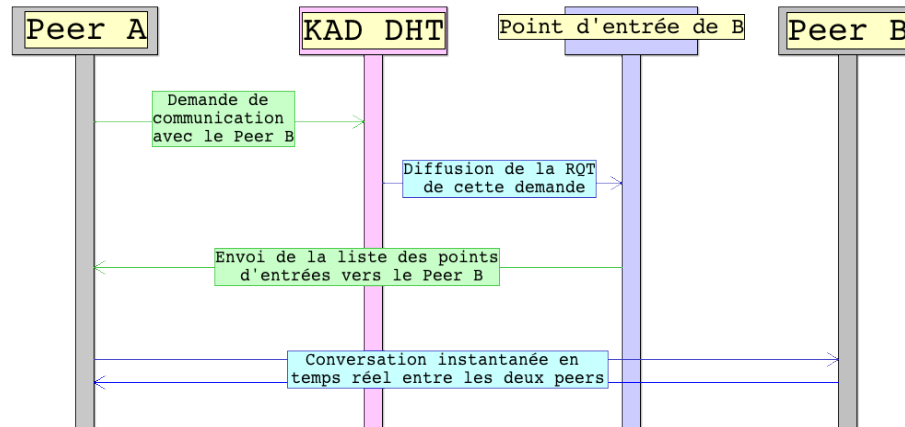 Peer A
KAD DHT
Point d'entrée de B
Peer B
Demande de
communication
avec le Peer B
Diffusion de la RQT
de cette demande
Envoi de la liste des points
d'entrées vers le Peer B
Conversation instantanée en
temps réel entre les deux peers